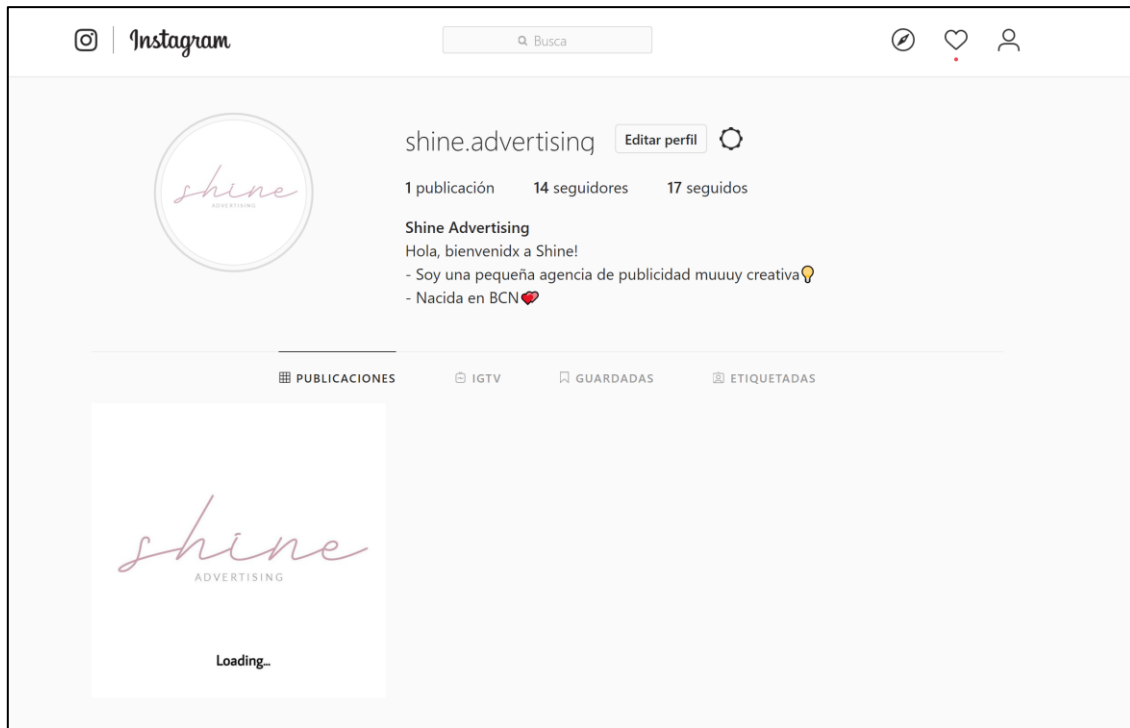 Instagram
Busca
shine
ADVERTISING
shine.advertising Editar perfil
1 publicación 14 seguidores 17 seguidos
Shine Advertising
Hola, bienvenidx a Shine!
- Soy una pequeña agencia de publicidad muuuy creativa💡
- Nacida en BCN💕
PUBLICACIONES IGTV GUARDADAS ETIQUETADAS
shine
ADVERTISING
Loading...